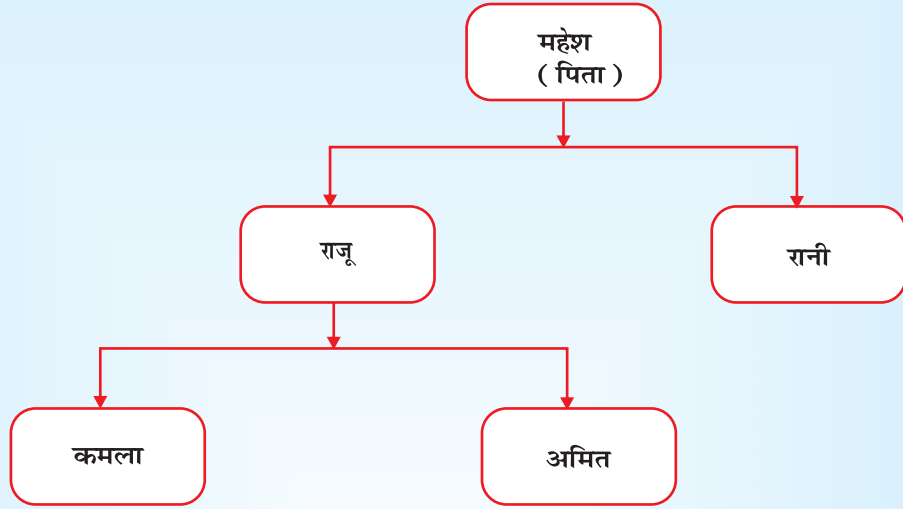 महेश
( पिता )
राजू
रानी
कमला
अमित